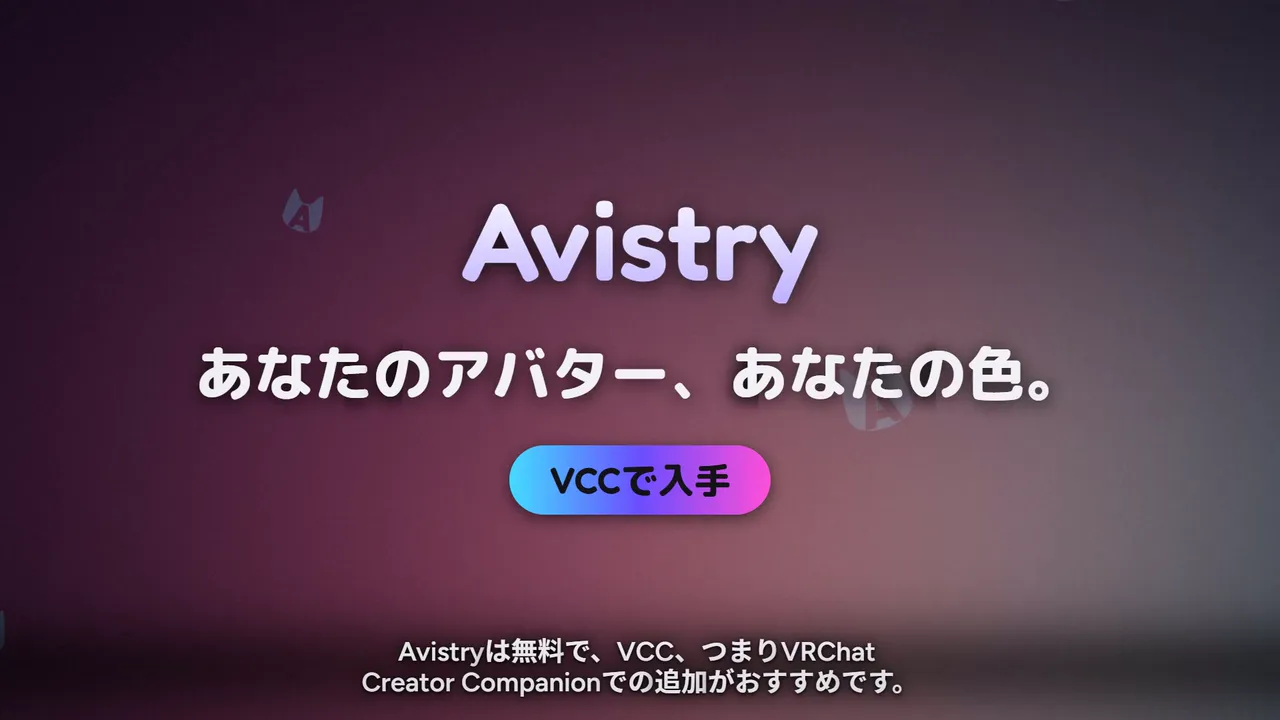 Avistry
あなたのアバター、あなたの色。
VCCで入手
Avistryは無料で、VCC、つまりVRChat
Creator Companionでの追加がおすすめです。